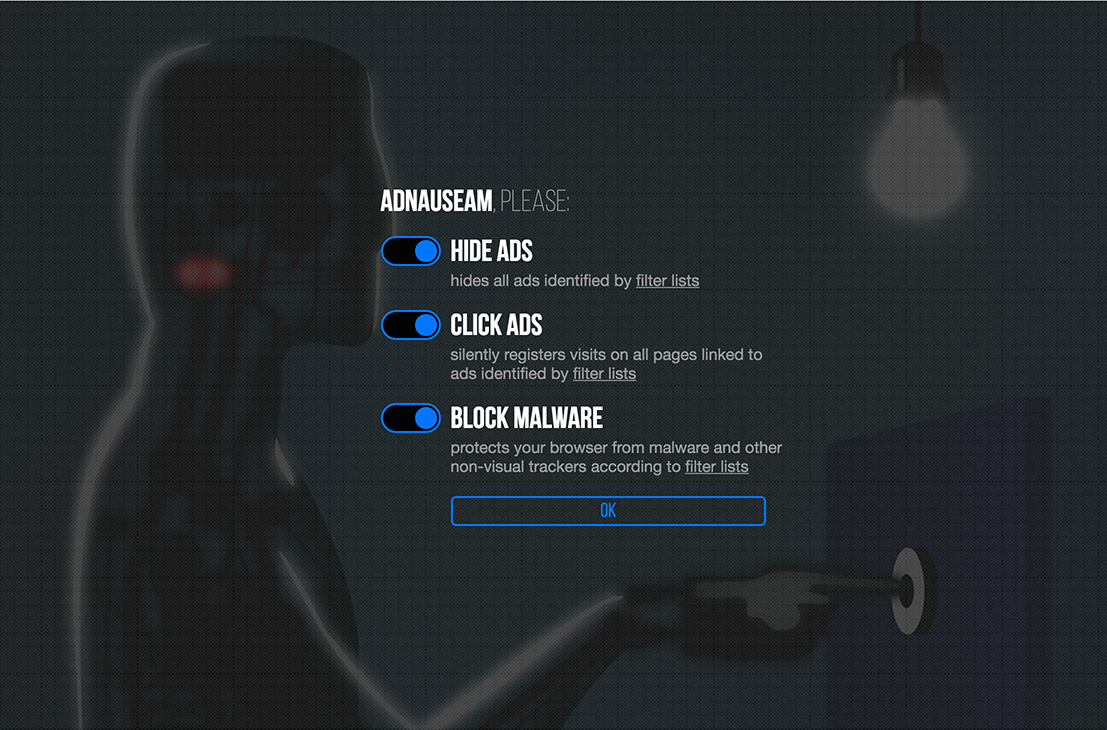 ADNAUSEAM, PLEASE:
HIDE ADS
hides all ads identified by filter lists
CLICK ADS
silently registers visits on all pages linked to
ads identified by filter lists
BLOCK MALWARE
protects your browser from malware and other
non-visual trackers according to filter lists
OK